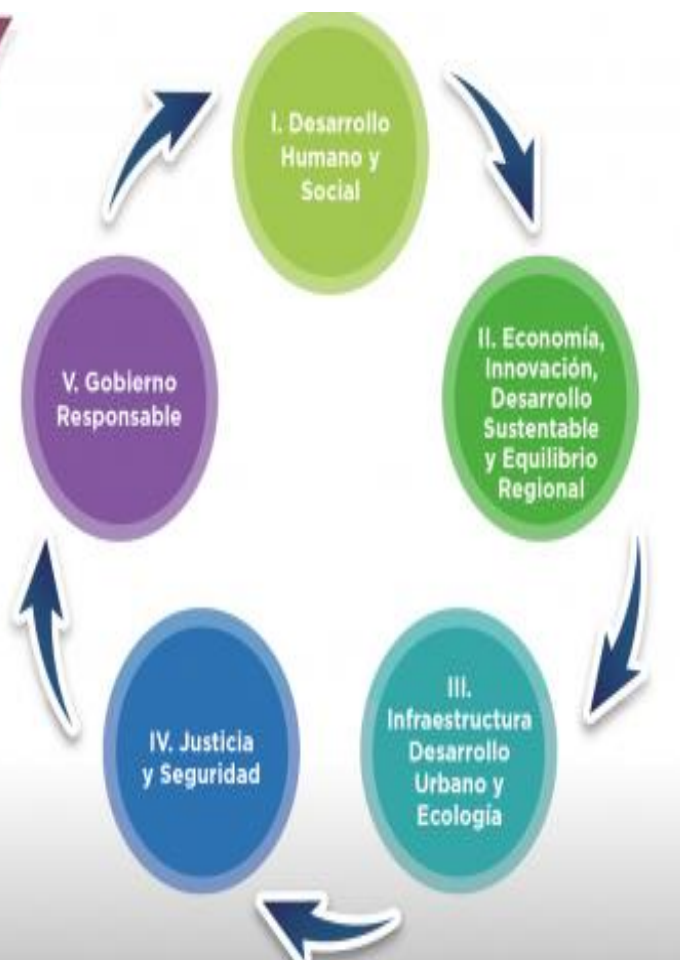 I. Desarrollo
Humano y
Social
II. Economía,
Innovación,
Desarrollo
Sustentable
y Equilibrio
Regional
III.
Infraestructura
Desarrollo
Urbano y
Ecología
IV. Justicia
y Seguridad
V. Gobierno
Responsable